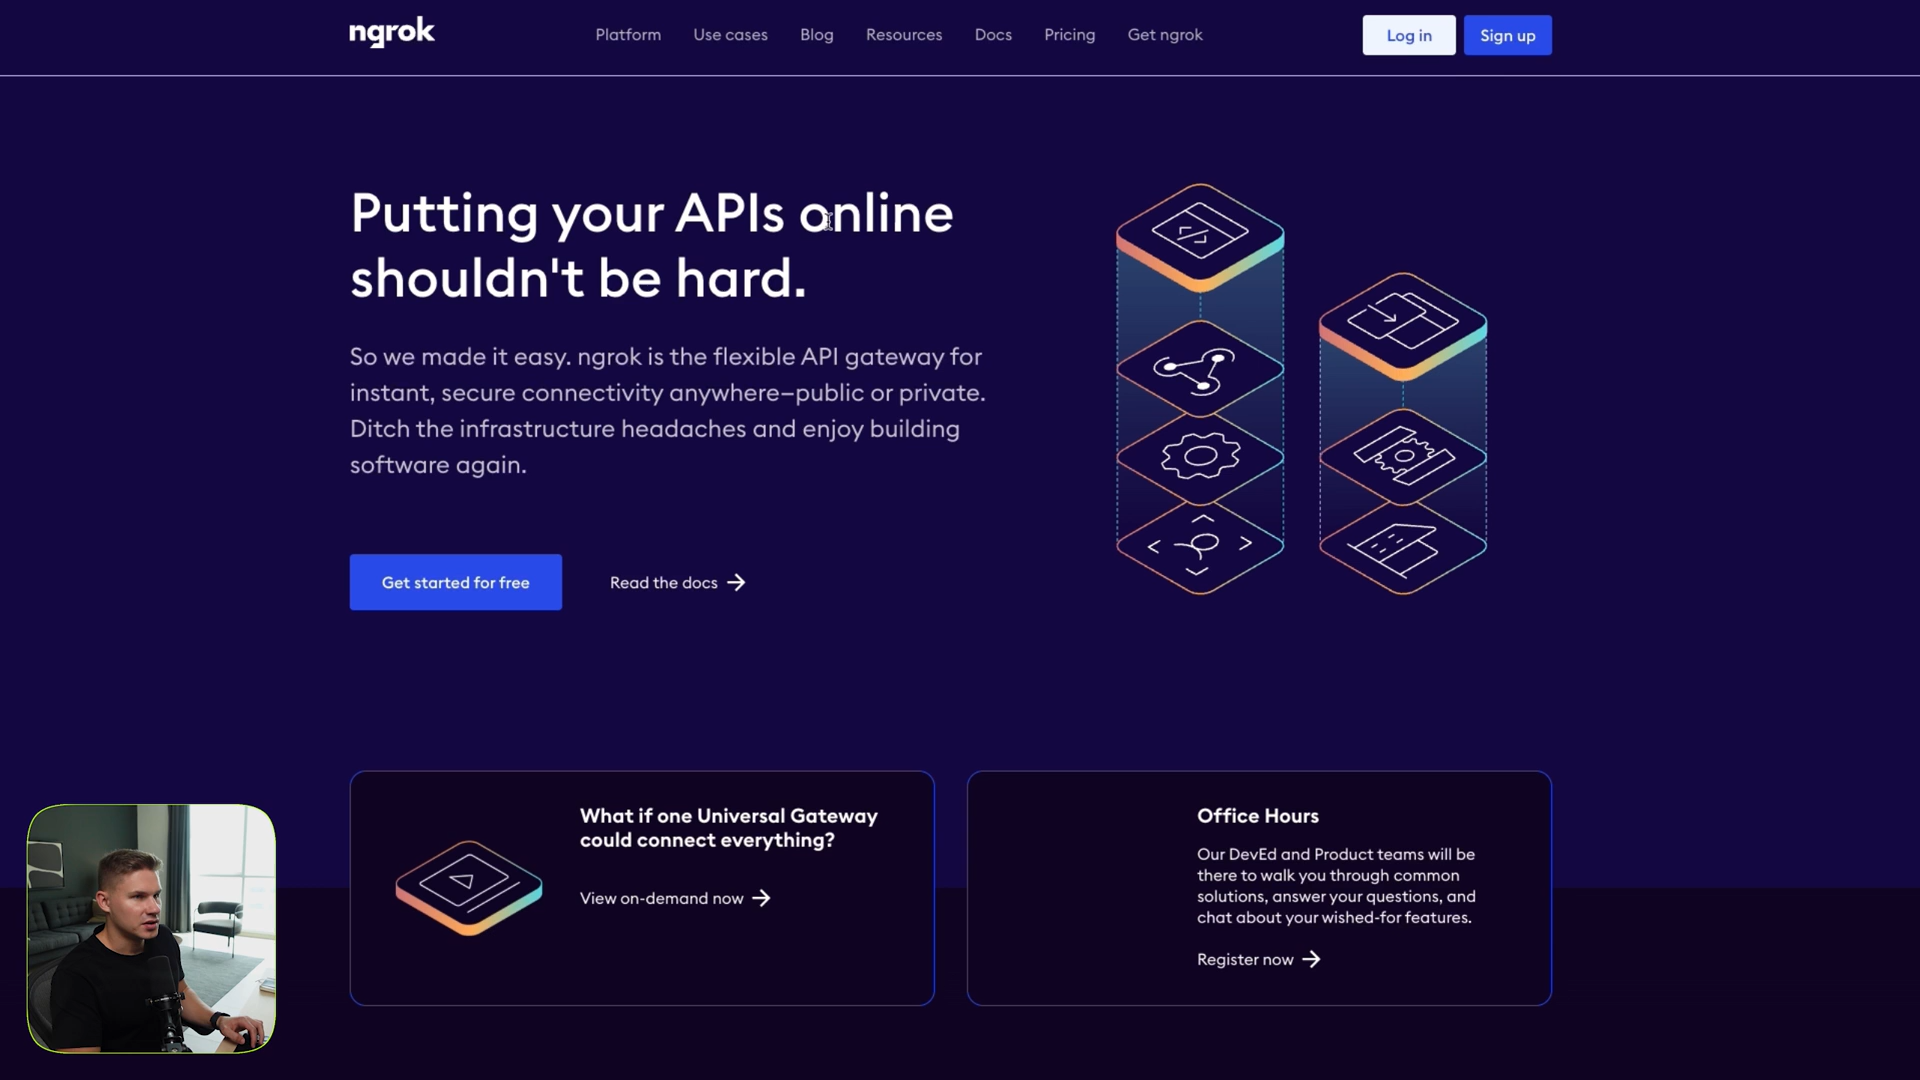 ngrok
Platform
Use cases
Blog
Resources
Docs
Pricing
Get ngrok
Log in
Sign up
Putting your APIs online
shouldn't be hard.
So we made it easy. ngrok is the flexible API gateway for
instant, secure connectivity anywhere—public or private.
Ditch the infrastructure headaches and enjoy building
software again.
Get started for free
Read the docs
What if one Universal Gateway
could connect everything?
View on-demand now
Office Hours
Our DevEd and Product teams will be
there to walk you through common
solutions, answer your questions, and
chat about your wished-for features.
Register now